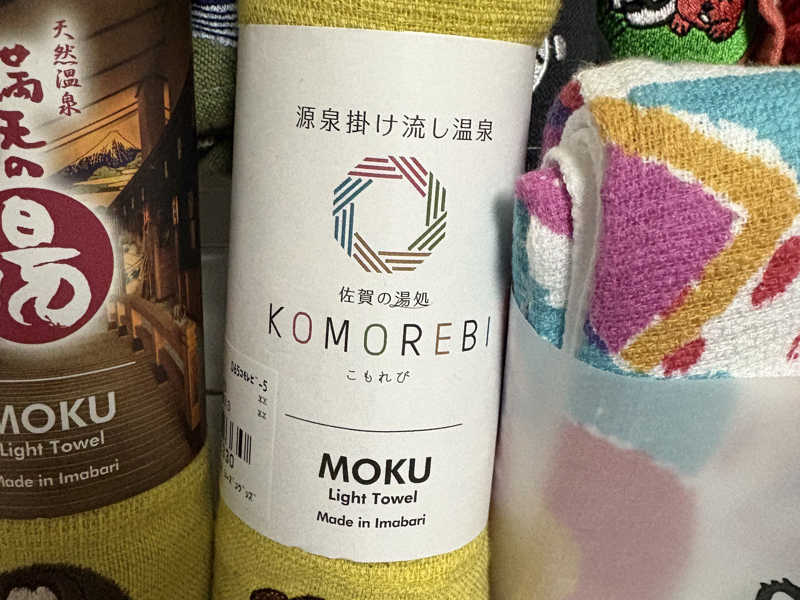 天然温泉
満天の
湯
MOKU
Light Towel
Made in Imabari
源泉掛け流し温泉
佐賀の湯処
KOMOREBI
こもれび
MOKU
Light Towel
Made in Imabari